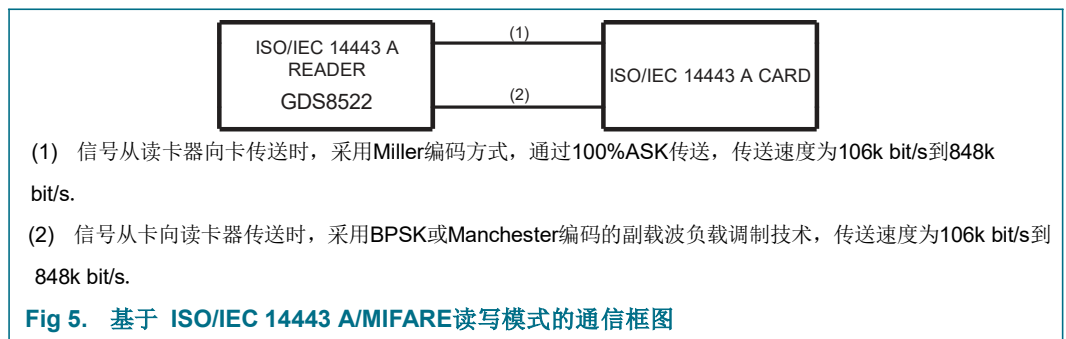 ISO/IEC 14443 A
READER
GDS8522
(1)
(2)
ISO/IEC 14443 A CARD
(1) 信号从读卡器向卡传送时，采用Miller编码方式，通过100%ASK传送，传送速度为106k bit/s到848k
bit/s.
(2) 信号从卡向读卡器传送时，采用BPSK或Manchester编码的副载波负载调制技术，传送速度为106k bit/s到
848k bit/s.
Fig 5. 基于 ISO/IEC 14443 A/MIFARE读写模式的通信框图